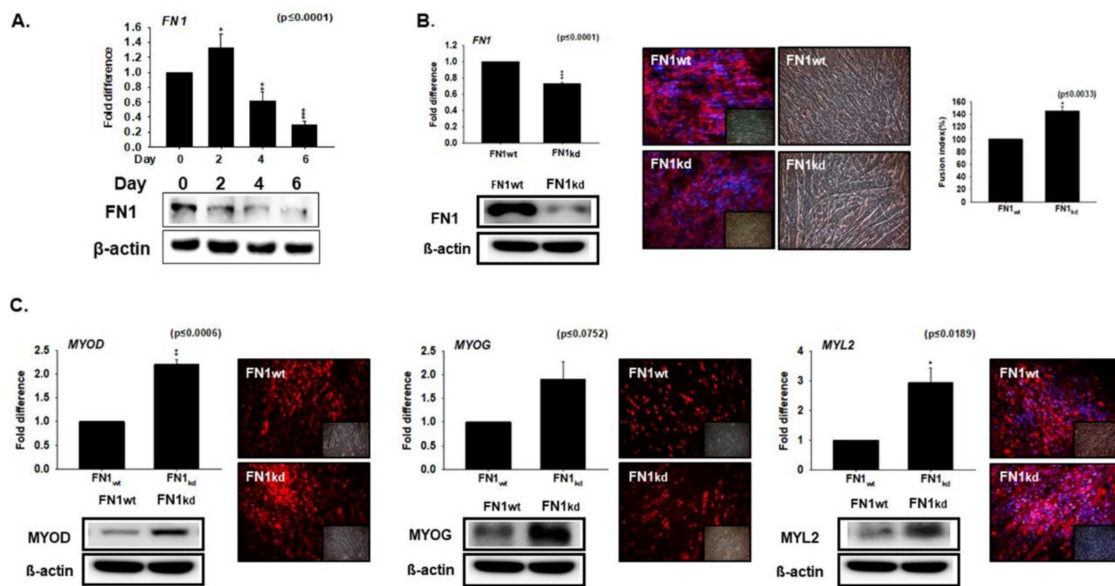 A.
FN1
(p≤0.0001)
Fold difference
1.6
1.4
1.2
1.0
0.8
0.6
0.4
0.2
0.0
*
***
***
Day 0 2 4 6
Day 0 2 4 6
FN1
ß-actin
B.
FN1
(p≤0.0001)
Fold difference
1.2
1.0
0.8
0.6
0.4
0.2
0.0
***
FN1wt FN1kd
FN1wt FN1kd
FN1
ß-actin
FN1wt
FN1wt
FN1kd
FN1kd
(p≤0.0033)
Fusion index(%)
160
140
120
100
80
60
40
20
0
*
FN1wt FN1kd
C.
MYOD
(p≤0.0006)
Fold difference
2.5
2.0
1.5
1.0
0.5
0.0
**
FN1wt FN1kd
FN1wt FN1kd
MYOD
ß-actin
FN1wt
FN1kd
MYOG
(p≤0.0752)
Fold difference
2.5
2.0
1.5
1.0
0.5
0.0
FN1wt FN1kd
FN1wt FN1kd
MYOG
ß-actin
FN1wt
FN1kd
MYL2
(p≤0.0189)
Fold difference
4
3
2
1
0
*
FN1wt FN1kd
FN1wt FN1kd
MYL2
ß-actin
FN1wt
FN1kd